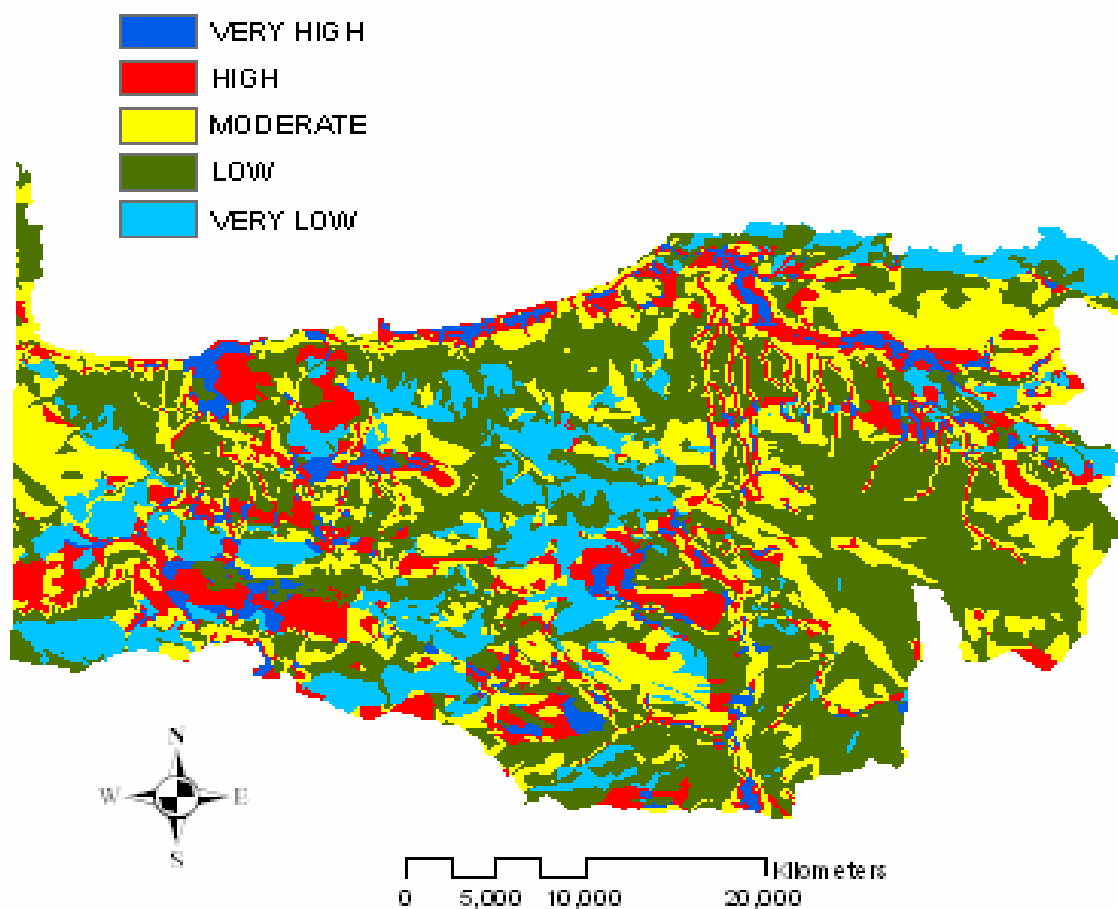 VERY HIGH
HIGH
MODERATE
LOW
VERY LOW
N
W E
S
Kilometers
0 5,000 10,000 20,000